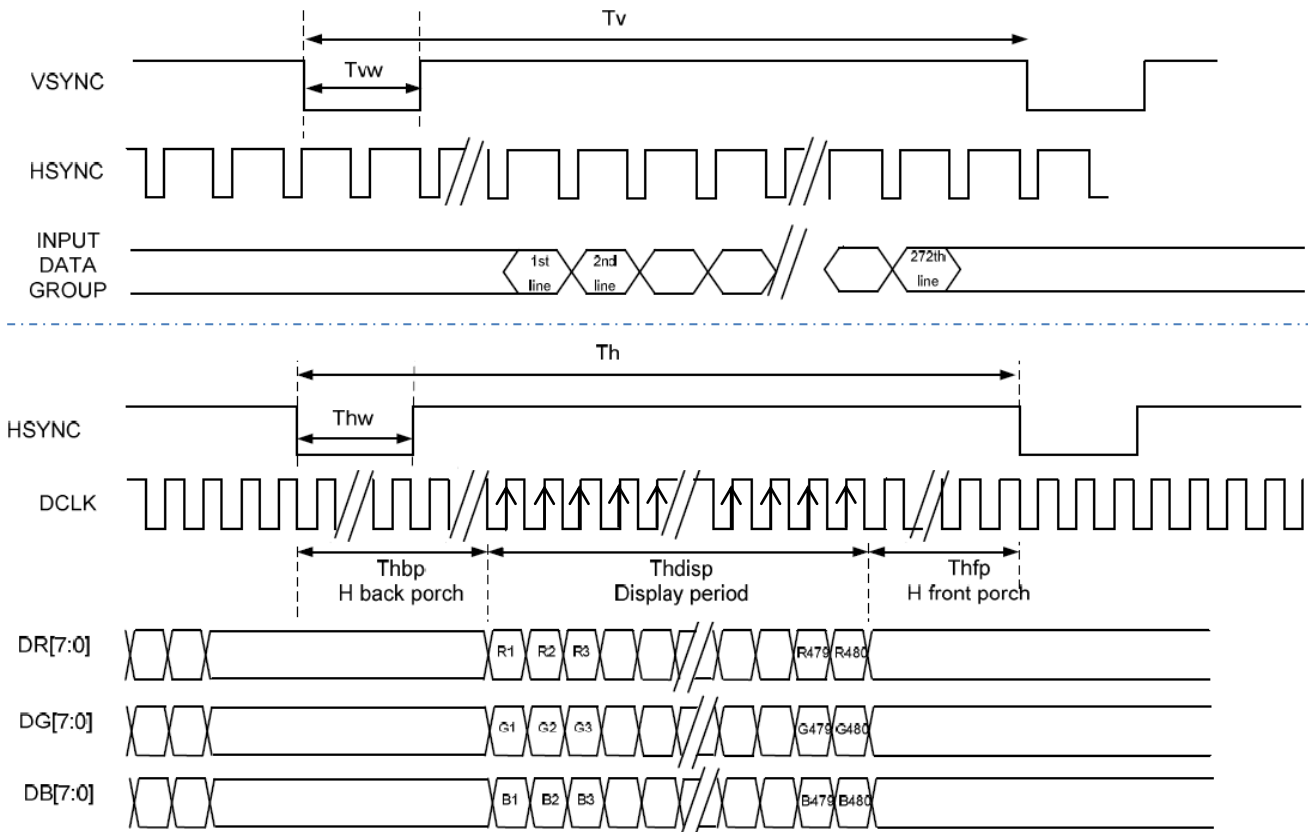 Tv
VSYNC
Tvw
HSYNC
INPUT
DATA
GROUP
1st
line
2nd
line
272th
line
Th
HSYNC
Thw
DCLK
Thbp
H back porch
Thdisp
Display period
Thfp
H front porch
DR[7:0]
R1 R2 R3 R479 R480
DG[7:0]
G1 G2 G3 G479 G480
DB[7:0]
B1 B2 B3 B479 B480